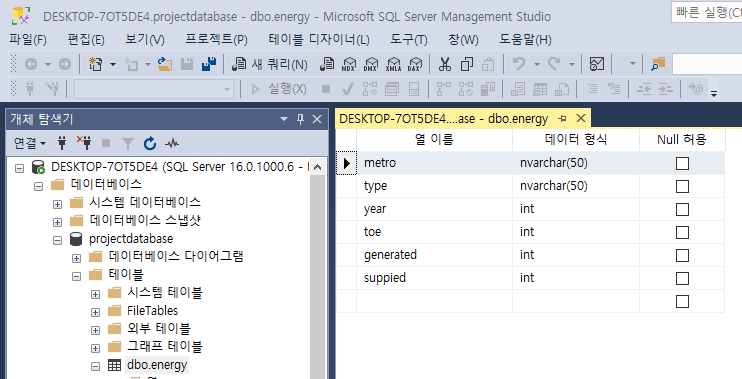 DESKTOP-7OT5DE4.projectdatabase - dbo.energy - Microsoft SQL Server Management Studio
빠른 실행(Ct
파일(F) 편집(E) 보기(V) 프로젝트(P) 테이블 디자이너(L) 도구(T) 창(W) 도움말(H)
새 쿼리(N) MDX DMX XMLA DAX
실행(X)
개체 탐색기
연결
DESKTOP-7OT5DE4 (SQL Server 16.0.1000.6 -
데이터베이스
시스템 데이터베이스
데이터베이스 스냅샷
projectdatabase
데이터베이스 다이어그램
테이블
시스템 테이블
FileTables
외부 테이블
그래프 테이블
dbo.energy
DESKTOP-7OT5DE4....ase - dbo.energy
열 이름 데이터 형식 Null 허용
metro nvarchar(50)
type nvarchar(50)
year int
toe int
generated int
suppied int